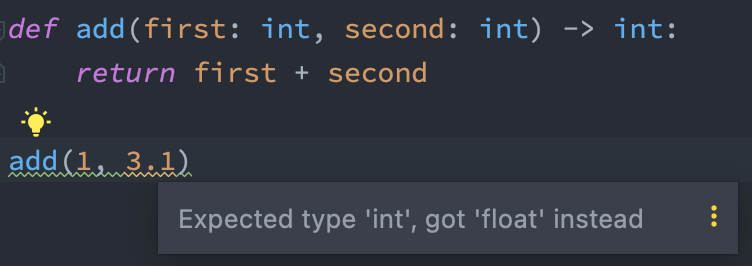 def add(first: int, second: int) -> int:
    return first + second
add(1, 3.1)
Expected type 'int', got 'float' instead